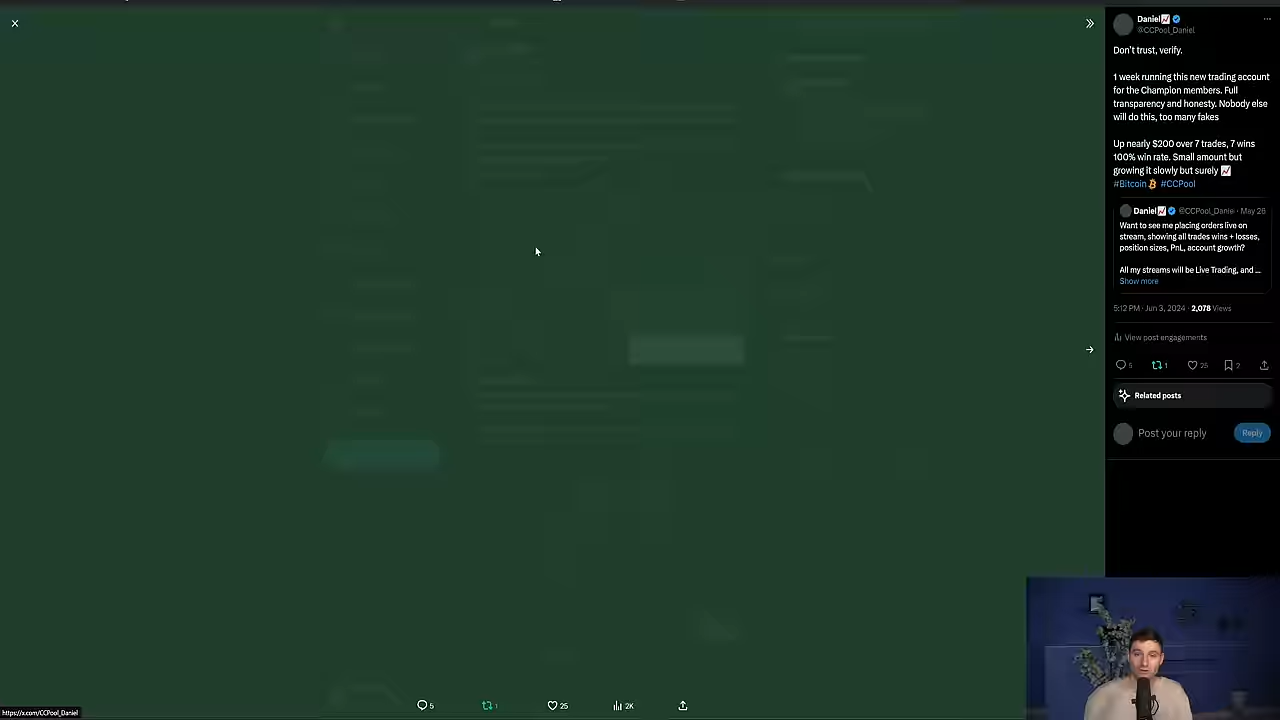 Daniel📈
@CCPool_Daniel
Don't trust, verify.
1 week running this new trading account
for the Champion members. Full
transparency and honesty. Nobody else
will do this, too many fakes
Up nearly $200 over 7 trades, 7 wins
100% win rate. Small amount but
growing it slowly but surely 📈
#Bitcoin #CCPool
Daniel📈 @CCPool_Daniel · May 28
Want to see me placing orders live on
stream, showing all trades wins + losses,
position sizes, PnL, account growth?
All my streams will be Live Trading, and ...
Show more
5:12 PM · Jun 3, 2024 · 2,078 Views
View post engagements
5 1 25 2
Related posts
Post your reply
Reply
5 1 25 2K
https://x.com/CCPool_Daniel